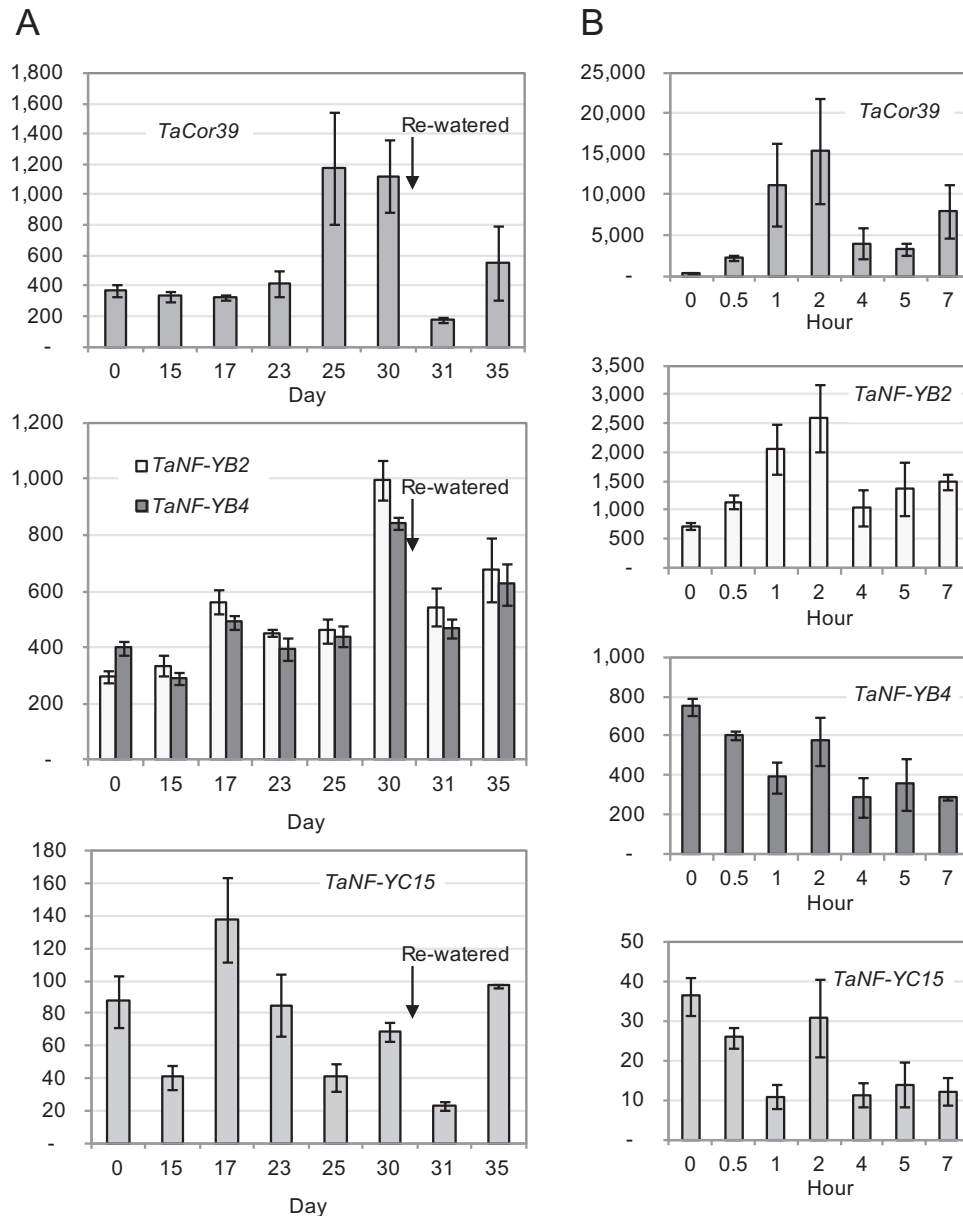 A
1,800
1,600
1,400
1,200
1,000
800
600
400
200
-
TaCor39
Re-watered
0 15 17 23 25 30 31 35
Day
1,200
1,000
800
600
400
200
-
TaNF-YB2
TaNF-YB4
Re-watered
0 15 17 23 25 30 31 35
Day
180
160
140
120
100
80
60
40
20
-
TaNF-YC15
Re-watered
0 15 17 23 25 30 31 35
Day
B
25,000
20,000
15,000
10,000
5,000
-
TaCor39
0 0.5 1 2 4 5 7
Hour
3,500
3,000
2,500
2,000
1,500
1,000
500
-
TaNF-YB2
0 0.5 1 2 4 5 7
Hour
1,000
800
600
400
200
-
TaNF-YB4
0 0.5 1 2 4 5 7
Hour
50
40
30
20
10
-
TaNF-YC15
0 0.5 1 2 4 5 7
Hour